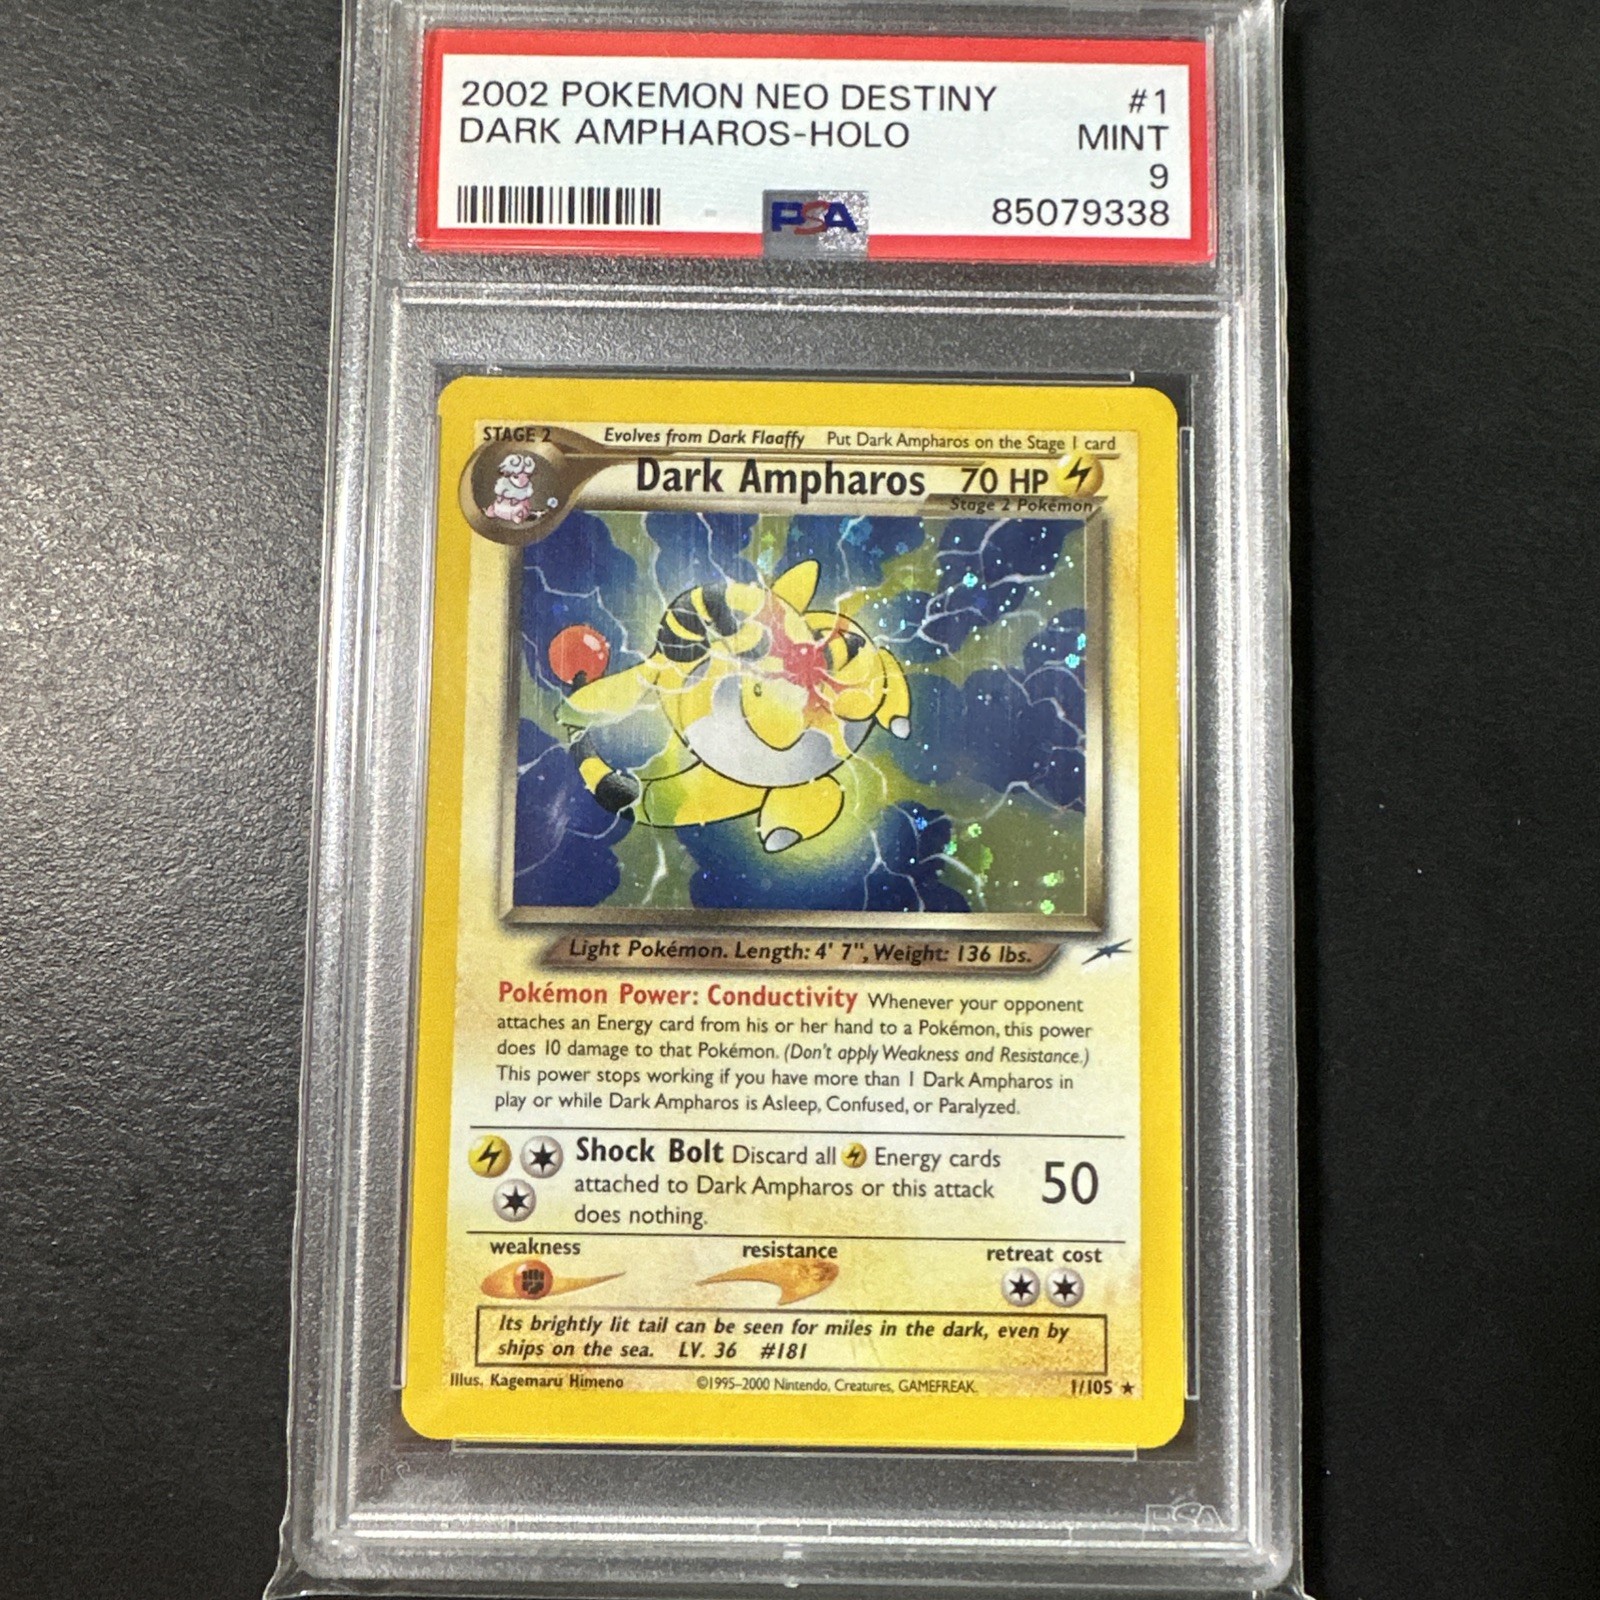 2002 POKEMON NEO DESTINY #1
DARK AMPHAROS-HOLO MINT
9
PSA 85079338
STAGE 2 Evolves from Dark Flaaffy Put Dark Ampharos on the Stage 1 card
Dark Ampharos 70 HP
Stage 2 Pokémon
Light Pokémon. Length: 4' 7", Weight: 136 lbs.
Pokémon Power: Conductivity Whenever your opponent
attaches an Energy card from his or her hand to a Pokémon, this power
does 10 damage to that Pokémon. (Don't apply Weakness and Resistance.)
This power stops working if you have more than 1 Dark Ampharos in
play or while Dark Ampharos is Asleep, Confused, or Paralyzed.
Shock Bolt Discard all Energy cards
attached to Dark Ampharos or this attack 50
does nothing.
weakness resistance retreat cost
Its brightly lit tail can be seen for miles in the dark, even by
ships on the sea. LV. 36 #181
Illus. Kagemaru Himeno ©1995–2000 Nintendo, Creatures, GAMEFREAK. 1/105 ★
PSA